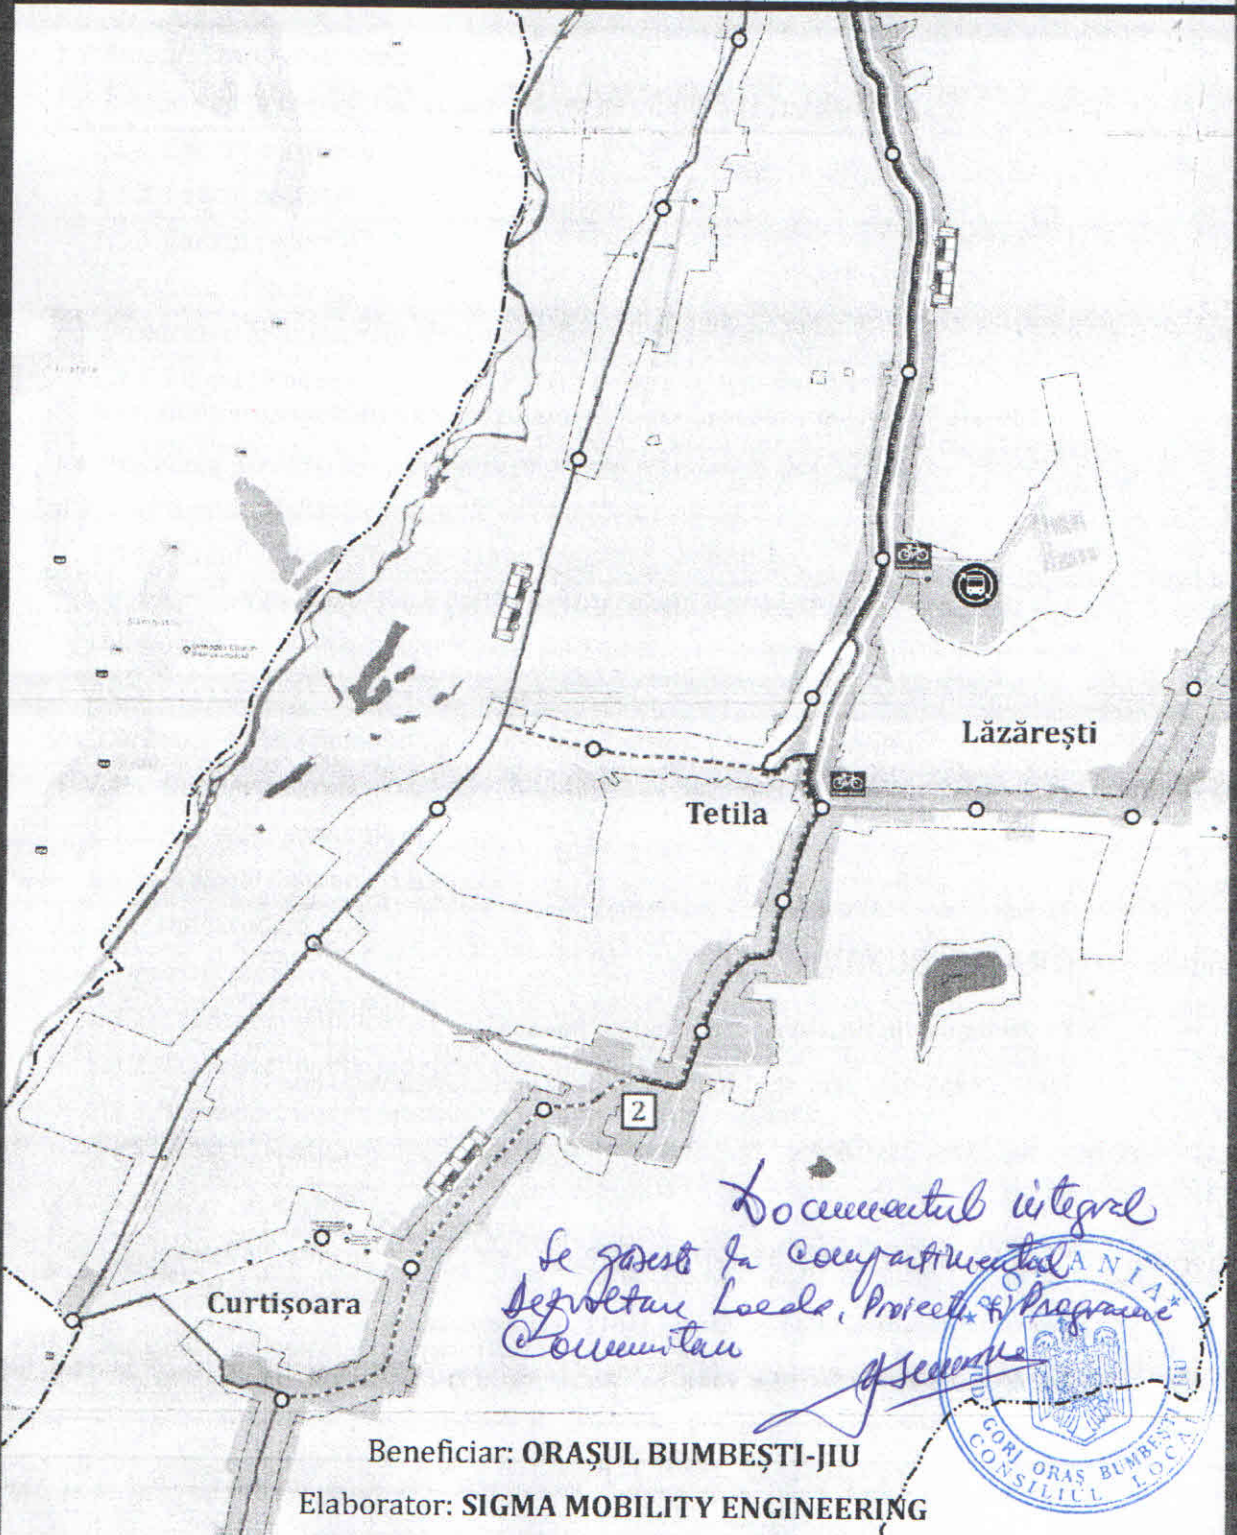 Lăzărești
Tetila
2
Documentul integral
se găsește la compartimentul
Dezvoltare Locală, Proiecte și Programe
Comunitare
ROMANIA
JUD. GORJ ORAȘ BUMBEȘTI JIU
CONSILIUL LOCAL
Curtișoara
Beneficiar: ORAȘUL BUMBEȘTI-JIU
Elaborator: SIGMA MOBILITY ENGINEERING